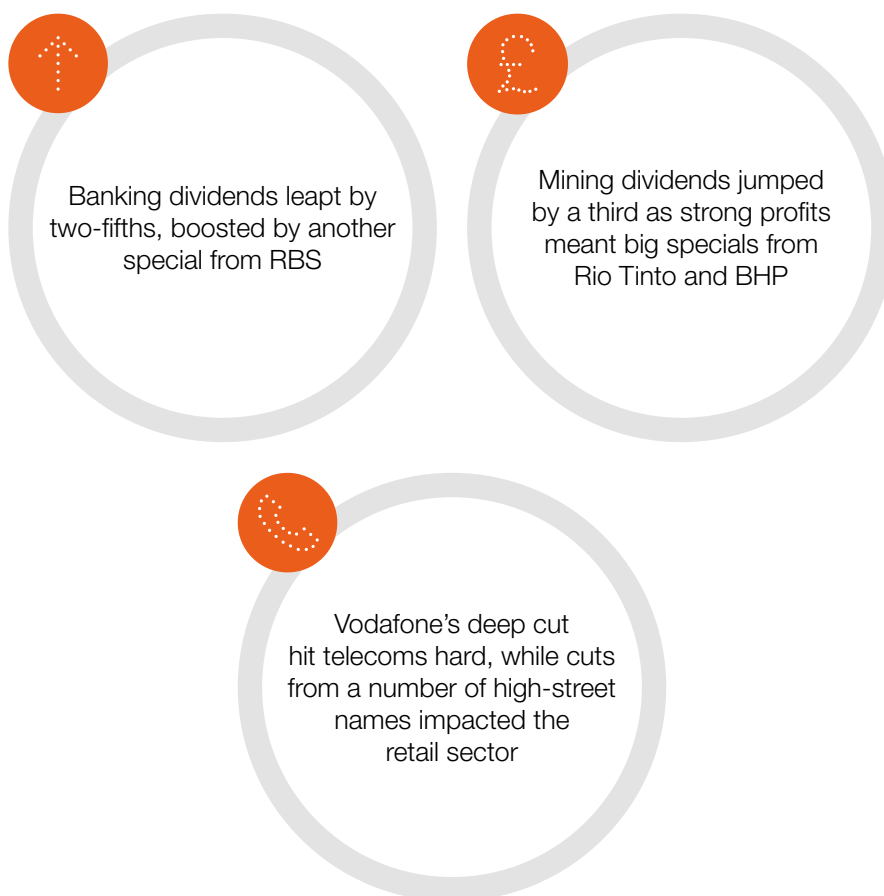 Banking dividends leapt by
two-fifths, boosted by another
special from RBS
£
Mining dividends jumped
by a third as strong profits
meant big specials from
Rio Tinto and BHP
Vodafone’s deep cut
hit telecoms hard, while cuts
from a number of high-street
names impacted the
retail sector